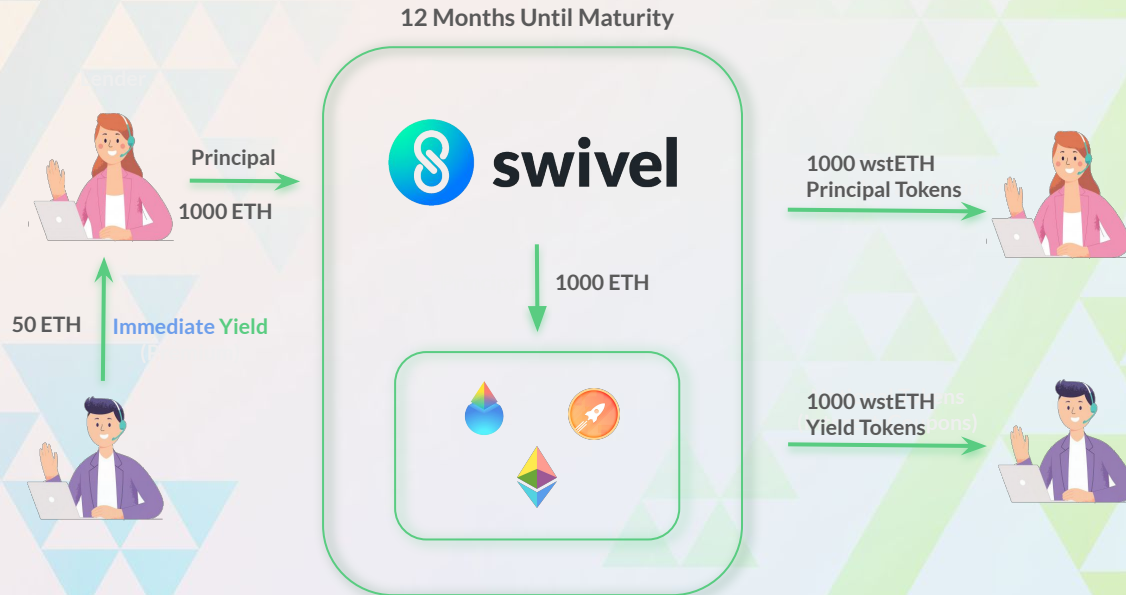 12 Months Until Maturity
ender
Principal
1000 ETH
swivel
1000 wstETH
Principal Tokens
1000 ETH
50 ETH
Immediate Yield
1000 wstETH
Yield Tokens